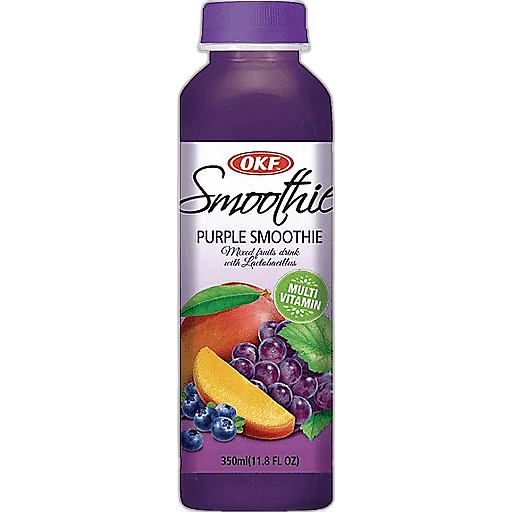 OKF
Smoothie
PURPLE SMOOTHIE
Mixed fruits drink
with Lactobacillus
MULTI
VITAMIN
350ml(11.8 FL OZ)